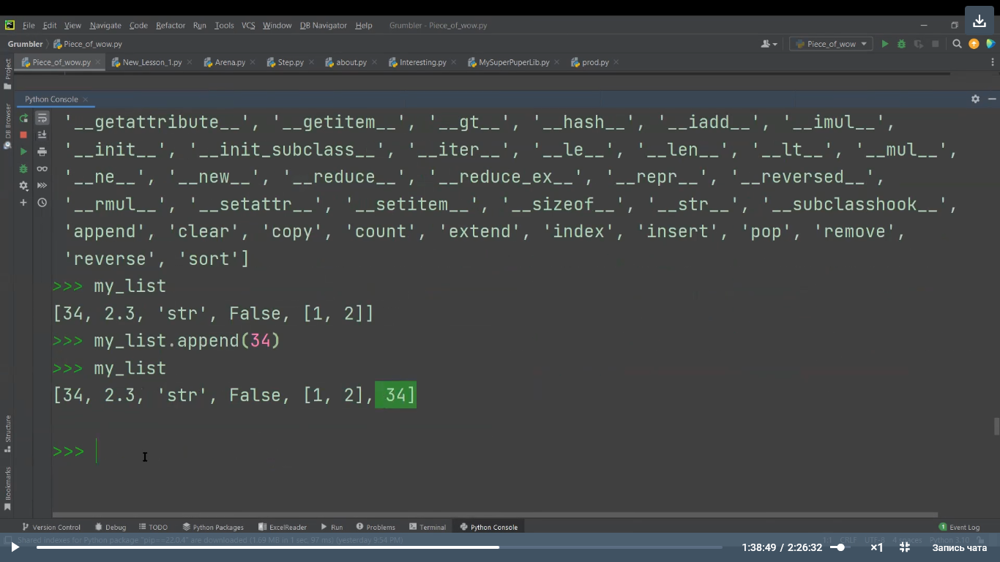 File Edit View Navigate Code Refactor Run Tools VCS Window DB Navigator Help Grumbler - Piece_of_wow.py
Grumbler Piece_of_wow.py Piece_of_wow
Piece_of_wow.py New_Lesson_1.py Arena.py Step.py about.py Interesting.py MySuperPuperLib.py prod.py
Project
DB Browser
Structure
Bookmarks
Python Console
'__getattribute__', '__getitem__', '__gt__', '__hash__', '__iadd__', '__imul__',
'__init__', '__init_subclass__', '__iter__', '__le__', '__len__', '__lt__', '__mul__',
'__ne__', '__new__', '__reduce__', '__reduce_ex__', '__repr__', '__reversed__',
'__rmul__', '__setattr__', '__setitem__', '__sizeof__', '__str__', '__subclasshook__',
'append', 'clear', 'copy', 'count', 'extend', 'index', 'insert', 'pop', 'remove',
'reverse', 'sort']
>>> my_list
[34, 2.3, 'str', False, [1, 2]]
>>> my_list.append(34)
>>> my_list
[34, 2.3, 'str', False, [1, 2], 34]
>>>
Version Control Debug TODO Python Packages ExcelReader Run Problems Terminal Python Console 1 Event Log
Shared indexes for Python package "pip==22.0.4" are downloaded (1.69 MB in 1 sec, 97 ms) (yesterday 9:54 PM) 1:1 CRLF UTF-8 4 spaces Python 3.10
1:38:49 / 2:26:32 ×1 Запись чата